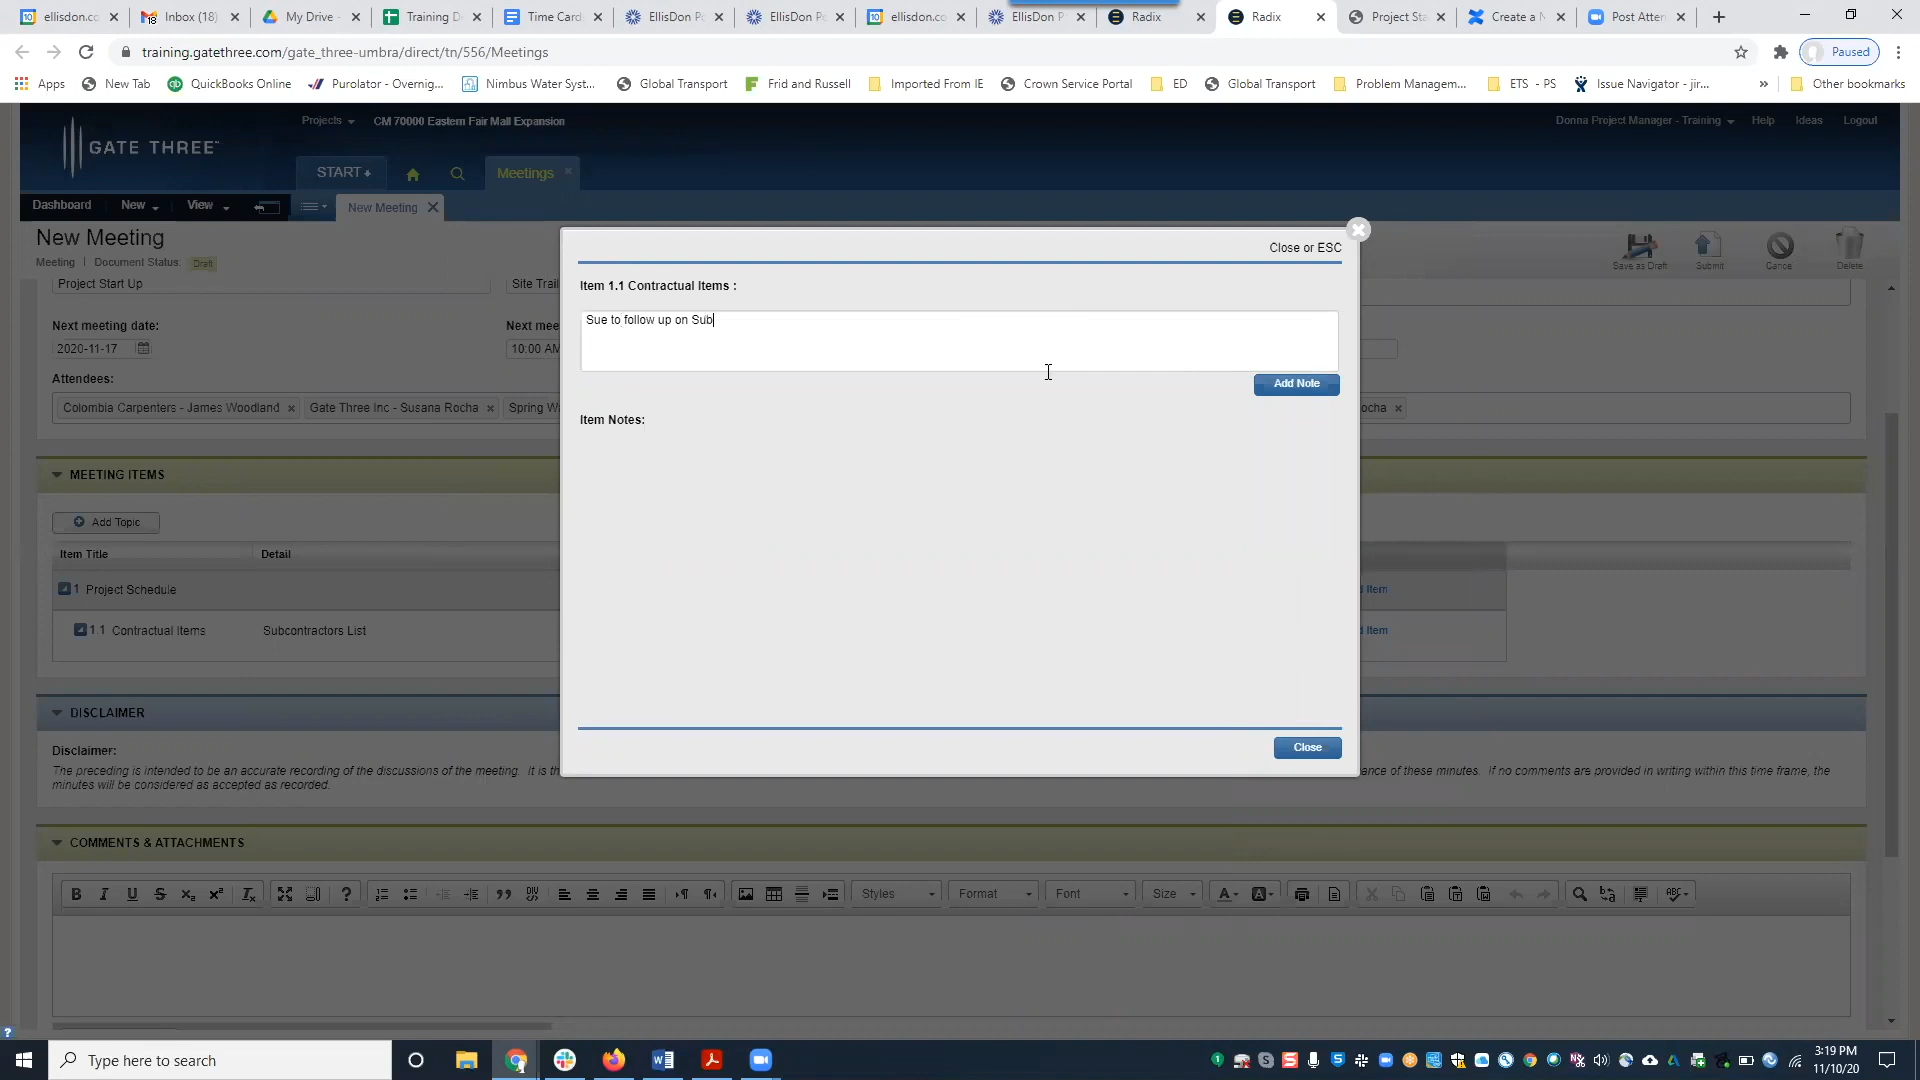 ellisdon.co
Inbox (18)
My Drive -
Training D
Time Card
EllisDon Pe
EllisDon Pe
ellisdon.co
EllisDon P
Radix
Radix
Project Sta
Create a N
Post Atten
training.gatethree.com/gate_three-umbra/direct/tn/556/Meetings
Paused
Apps
New Tab
QuickBooks Online
Purolator - Overnig...
Nimbus Water Syst...
Global Transport
Frid and Russell
Imported From IE
Crown Service Portal
ED
Global Transport
Problem Managem...
ETS - PS
Issue Navigator - jir...
»
Other bookmarks
GATE THREE™
Projects
CM 70000 Eastern Fair Mall Expansion
Donna Project Manager - Training
Help
Ideas
Logout
START
Meetings
Dashboard
New
View
New Meeting
New Meeting
Meeting | Document Status: Draft
Save as Draft
Submit
Cancel
Delete
Close or ESC
Project Start Up
Site Trail
Item 1.1 Contractual Items :
Sue to follow up on Sub
Next meeting date:
Next mee
2020-11-17
10:00 AM
Add Note
Attendees:
Colombia Carpenters - James Woodland ×
Gate Three Inc - Susana Rocha ×
Spring W
ocha ×
Item Notes:
MEETING ITEMS
Add Topic
Item Title
Detail
1 Project Schedule
d Item
1.1 Contractual Items
Subcontractors List
d Item
DISCLAIMER
Close
Disclaimer:
The preceding is intended to be an accurate recording of the discussions of the meeting. It is th
ance of these minutes. If no comments are provided in writing within this time frame, the
minutes will be considered as accepted as recorded.
COMMENTS & ATTACHMENTS
Styles
Format
Font
Size
Type here to search
3:19 PM
11/10/20